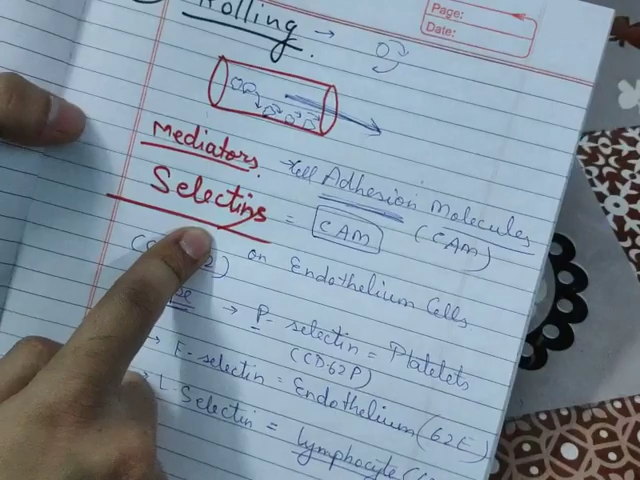 Page:
Date:
Rolling. →
Mediators. Cell Adhesion Molecules
(CAM)
Selectins = CAM
on Endothelium Cells
→ P-selectin = Platelets
(CD62P)
→ E-selectin = Endothelium (62E)
L-Selectin = Lymphocyte